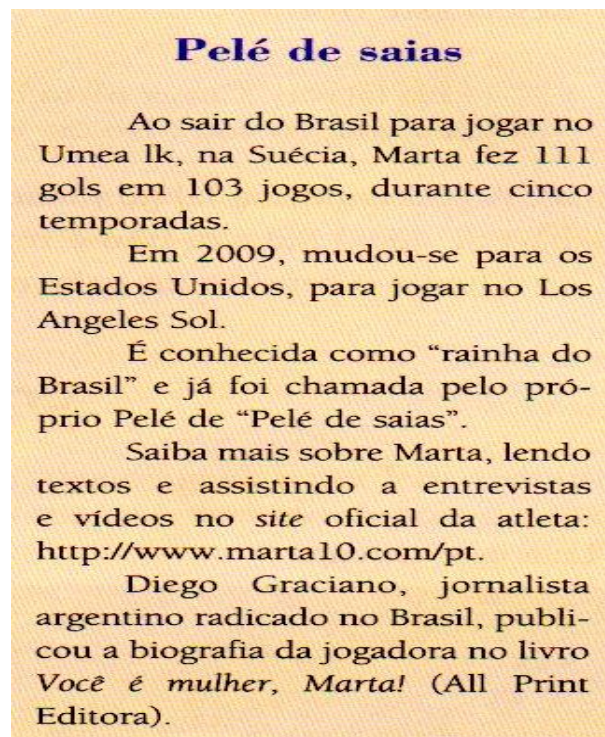 Pelé de saias
Ao sair do Brasil para jogar no
Umea lk, na Suécia, Marta fez 111
gols em 103 jogos, durante cinco
temporadas.
Em 2009, mudou-se para os
Estados Unidos, para jogar no Los
Angeles Sol.
É conhecida como “rainha do
Brasil” e já foi chamada pelo pró-
prio Pelé de “Pelé de saias”.
Saiba mais sobre Marta, lendo
textos e assistindo a entrevistas
e vídeos no site oficial da atleta:
http://www.marta10.com/pt.
Diego Graciano, jornalista
argentino radicado no Brasil, publi-
cou a biografia da jogadora no livro
Você é mulher, Marta! (All Print
Editora).